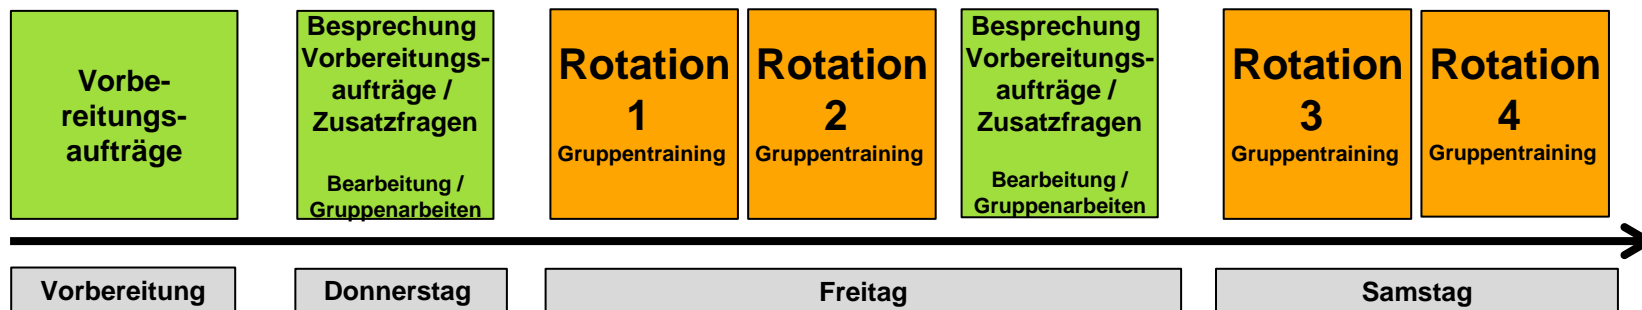 Vorbe-
reitungs-
aufträge
Besprechung
Vorbereitungs-
aufträge /
Zusatzfragen
Bearbeitung /
Gruppenarbeiten
Rotation
1
Gruppentraining
Rotation
2
Gruppentraining
Besprechung
Vorbereitungs-
aufträge /
Zusatzfragen
Bearbeitung /
Gruppenarbeiten
Rotation
3
Gruppentraining
Rotation
4
Gruppentraining
Vorbereitung
Donnerstag
Freitag
Samstag